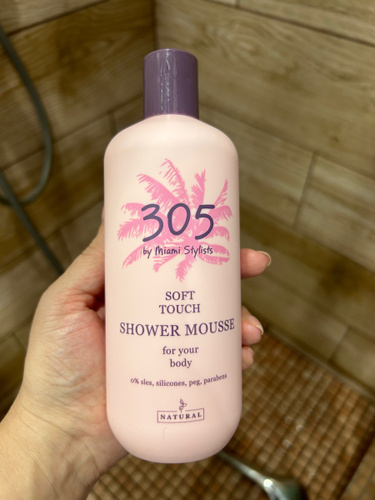 305
by Miami Stylists
SOFT
TOUCH
SHOWER MOUSSE
for your
body
0% sles, silicones, peg, parabens
NATURAL